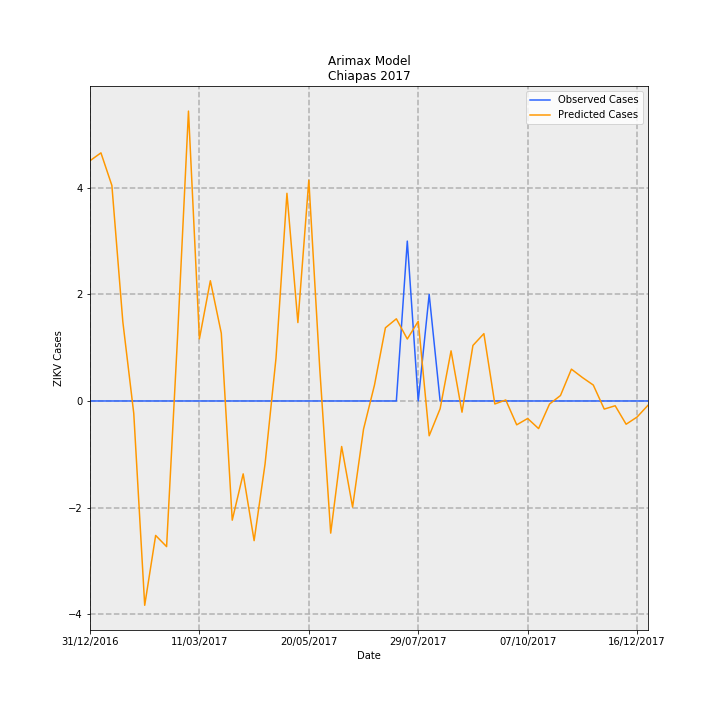 Arimax Model
Chiapas 2017
Observed Cases
Predicted Cases
ZIKV Cases
4
2
0
−2
−4
31/12/2016
11/03/2017
20/05/2017
29/07/2017
07/10/2017
16/12/2017
Date